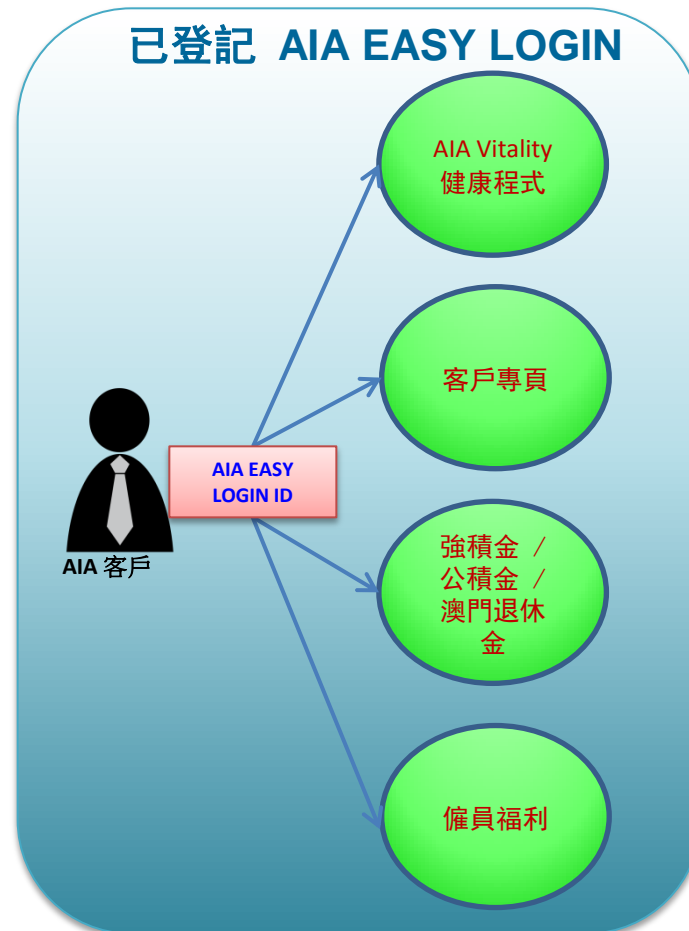 已登記 AIA EASY LOGIN
AIA Vitality
健康程式
客戶專頁
AIA EASY
LOGIN ID
AIA 客戶
強積金 /
公積金 /
澳門退休
金
僱員福利